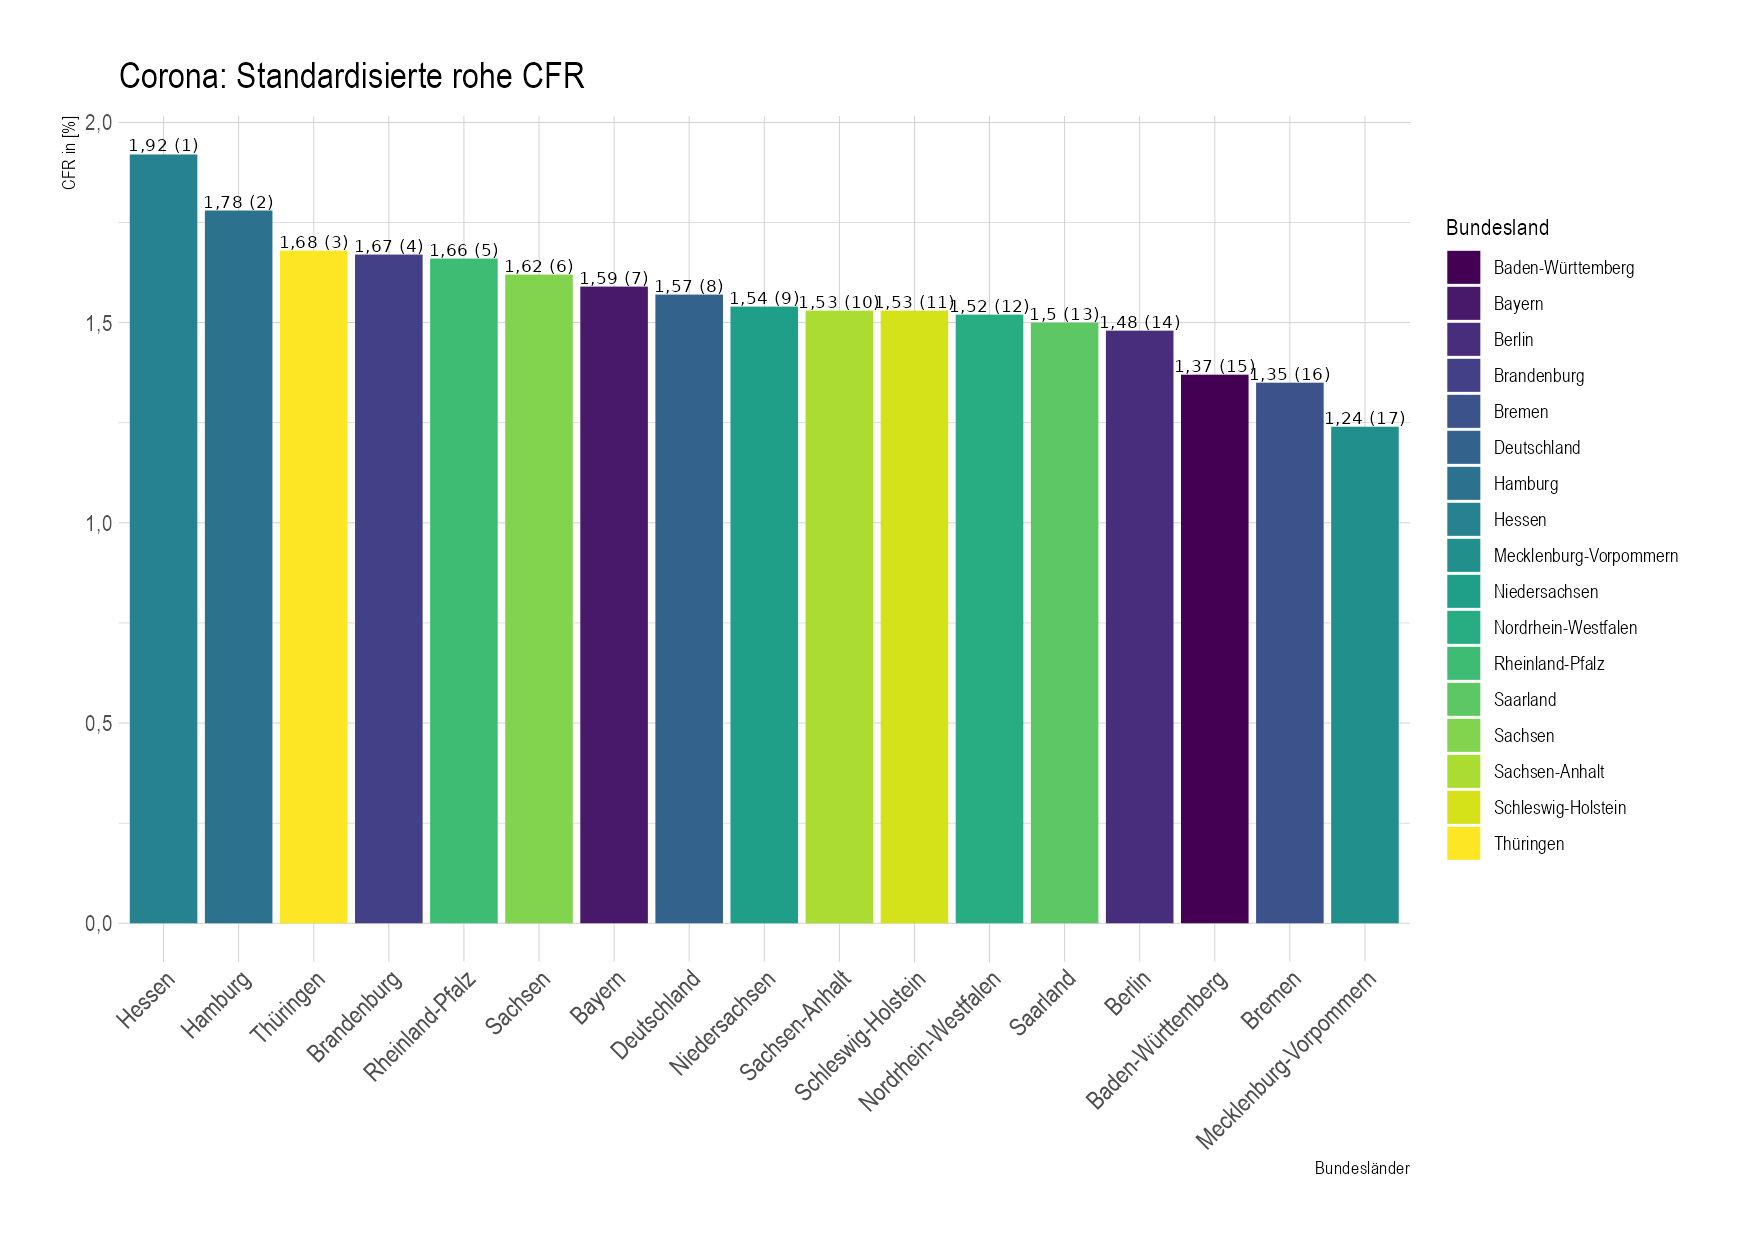 Corona: Standardisierte rohe CFR
CFR in [%]
2,0
1,5
1,0
0,5
0,0
1,92 (1)
1,78 (2)
1,68 (3)
1,67 (4)
1,66 (5)
1,62 (6)
1,59 (7)
1,57 (8)
1,54 (9)
1,53 (10)
1,53 (11)
1,52 (12)
1,5 (13)
1,48 (14)
1,37 (15)
1,35 (16)
1,24 (17)
Hessen
Hamburg
Thüringen
Brandenburg
Rheinland-Pfalz
Sachsen
Bayern
Deutschland
Niedersachsen
Sachsen-Anhalt
Schleswig-Holstein
Nordrhein-Westfalen
Saarland
Berlin
Baden-Württemberg
Bremen
Mecklenburg-Vorpommern
Bundesländer
Bundesland
Baden-Württemberg
Bayern
Berlin
Brandenburg
Bremen
Deutschland
Hamburg
Hessen
Mecklenburg-Vorpommern
Niedersachsen
Nordrhein-Westfalen
Rheinland-Pfalz
Saarland
Sachsen
Sachsen-Anhalt
Schleswig-Holstein
Thüringen